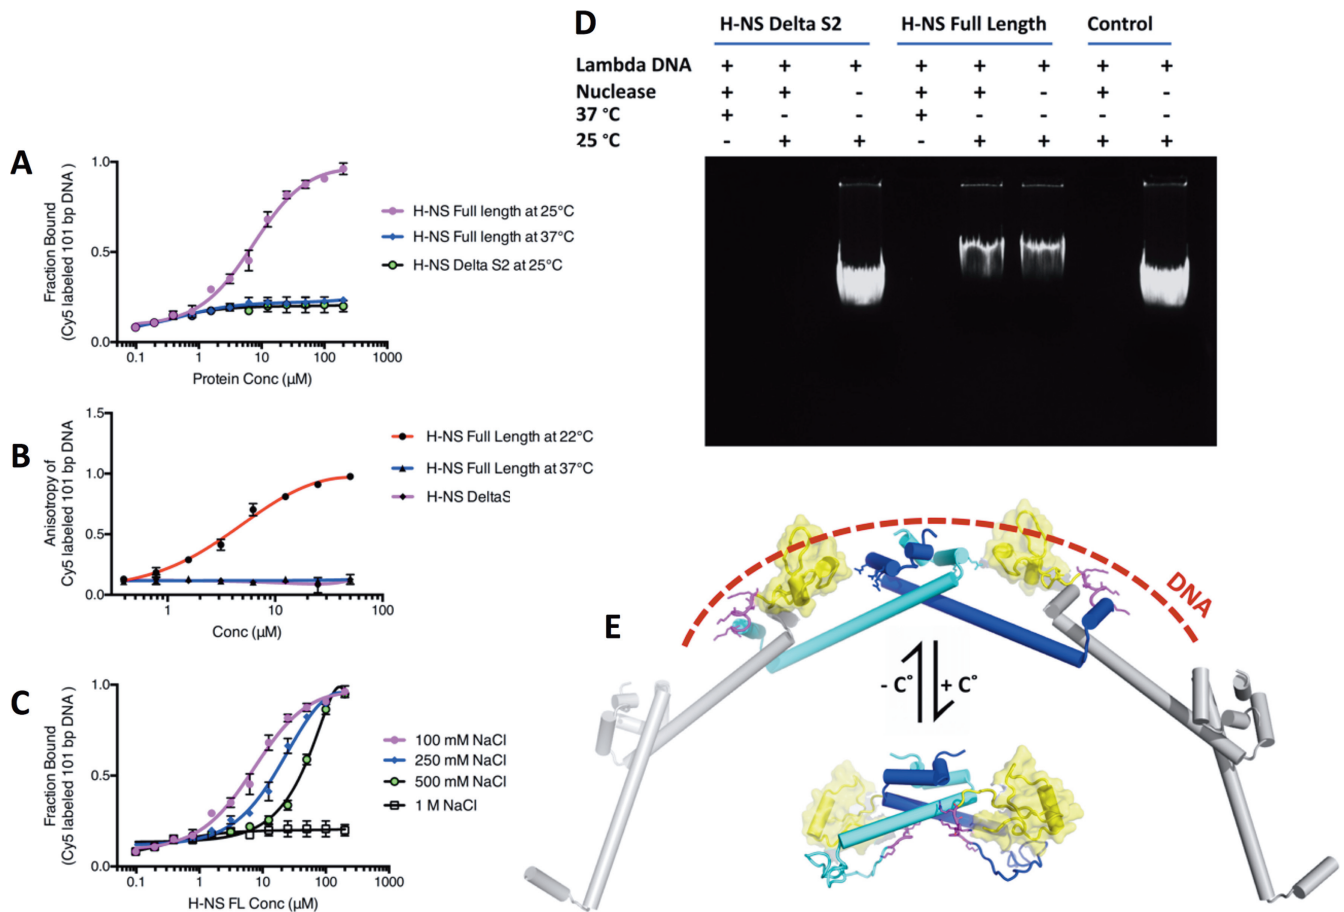 A
1.0
0.5
0.0
0.1 1 10 100 1000
Fraction Bound
(Cy5 labeled 101 bp DNA )
Protein Conc (µM)
H-NS Full length at 25°C
H-NS Full length at 37°C
H-NS Delta S2 at 25°C
B
1.5
1.0
0.5
0.0
1 10 100
Anisotropy of
Cy5 labeled 101 bp DNA
Conc (µM)
H-NS Full Length at 22°C
H-NS Full Length at 37°C
H-NS DeltaS
C
1.0
0.5
0.0
0.1 1 10 100 1000
Fraction Bound
(Cy5 labeled 101 bp DNA)
H-NS FL Conc (µM)
100 mM NaCl
250 mM NaCl
500 mM NaCl
1 M NaCl
D
H-NS Delta S2 H-NS Full Length Control
Lambda DNA + + + + + + + +
Nuclease + + - + + - + -
37 °C + - - + - - - -
25 °C - + + - + + + +
E
DNA
- C° + C°